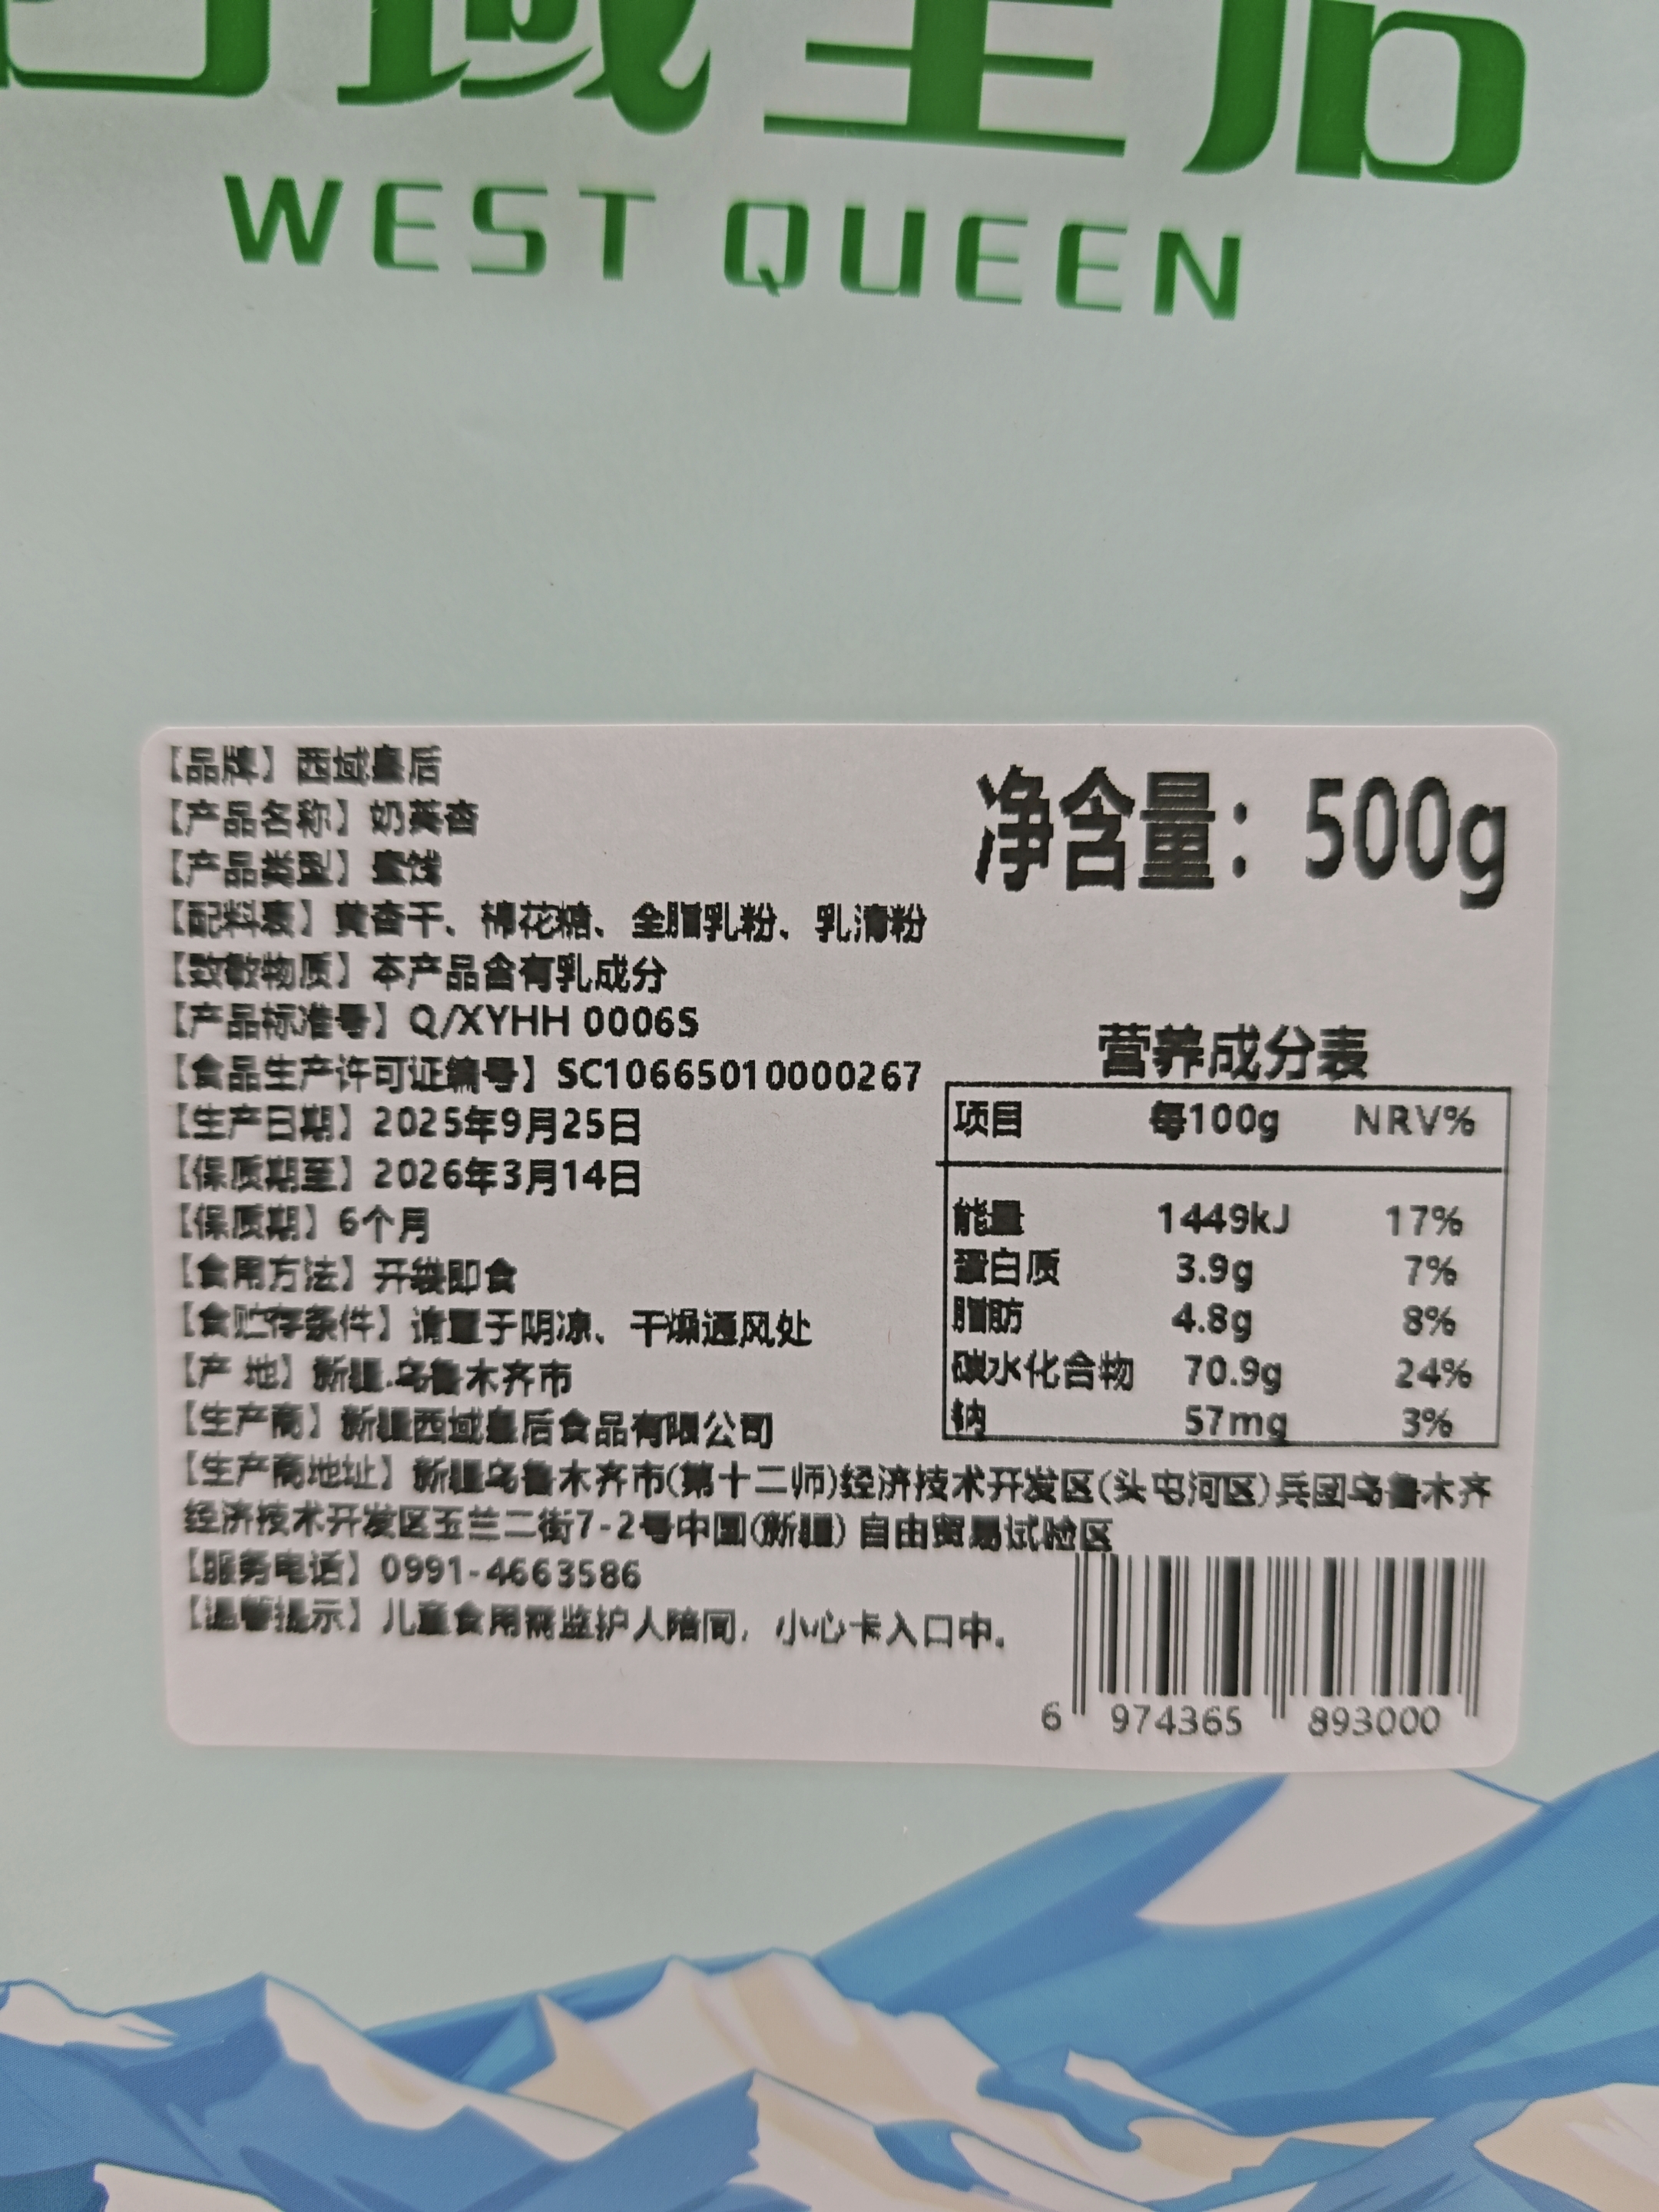 西域皇后
WEST QUEEN
【品牌】西域皇后
【产品名称】奶英杏
【产品类型】蜜饯
【配料表】黄杏干、棉花糖、全脂乳粉、乳清粉
【致敏物质】本产品含有乳成分
【产品标准号】Q/XYHH 0006S
【食品生产许可证编号】SC10665010000267
【生产日期】2025年9月25日
【保质期至】2026年3月14日
【保质期】6个月
【食用方法】开袋即食
【食贮存条件】请置于阴凉、干燥通风处
【产 地】新疆.乌鲁木齐市
【生产商】新疆西域皇后食品有限公司
【生产商地址】新疆乌鲁木齐市(第十二师)经济技术开发区(头屯河区)兵团乌鲁木齐
经济技术开发区玉兰二街7-2号中国(新疆)自由贸易试验区
【服务电话】0991-4663586
【温馨提示】儿童食用需监护人陪同，小心卡入口中。
净含量：500g
营养成分表
项目 每100g NRV%
能量 1449kJ 17%
蛋白质 3.9g 7%
脂肪 4.8g 8%
碳水化合物 70.9g 24%
钠 57mg 3%
6 974365 893000